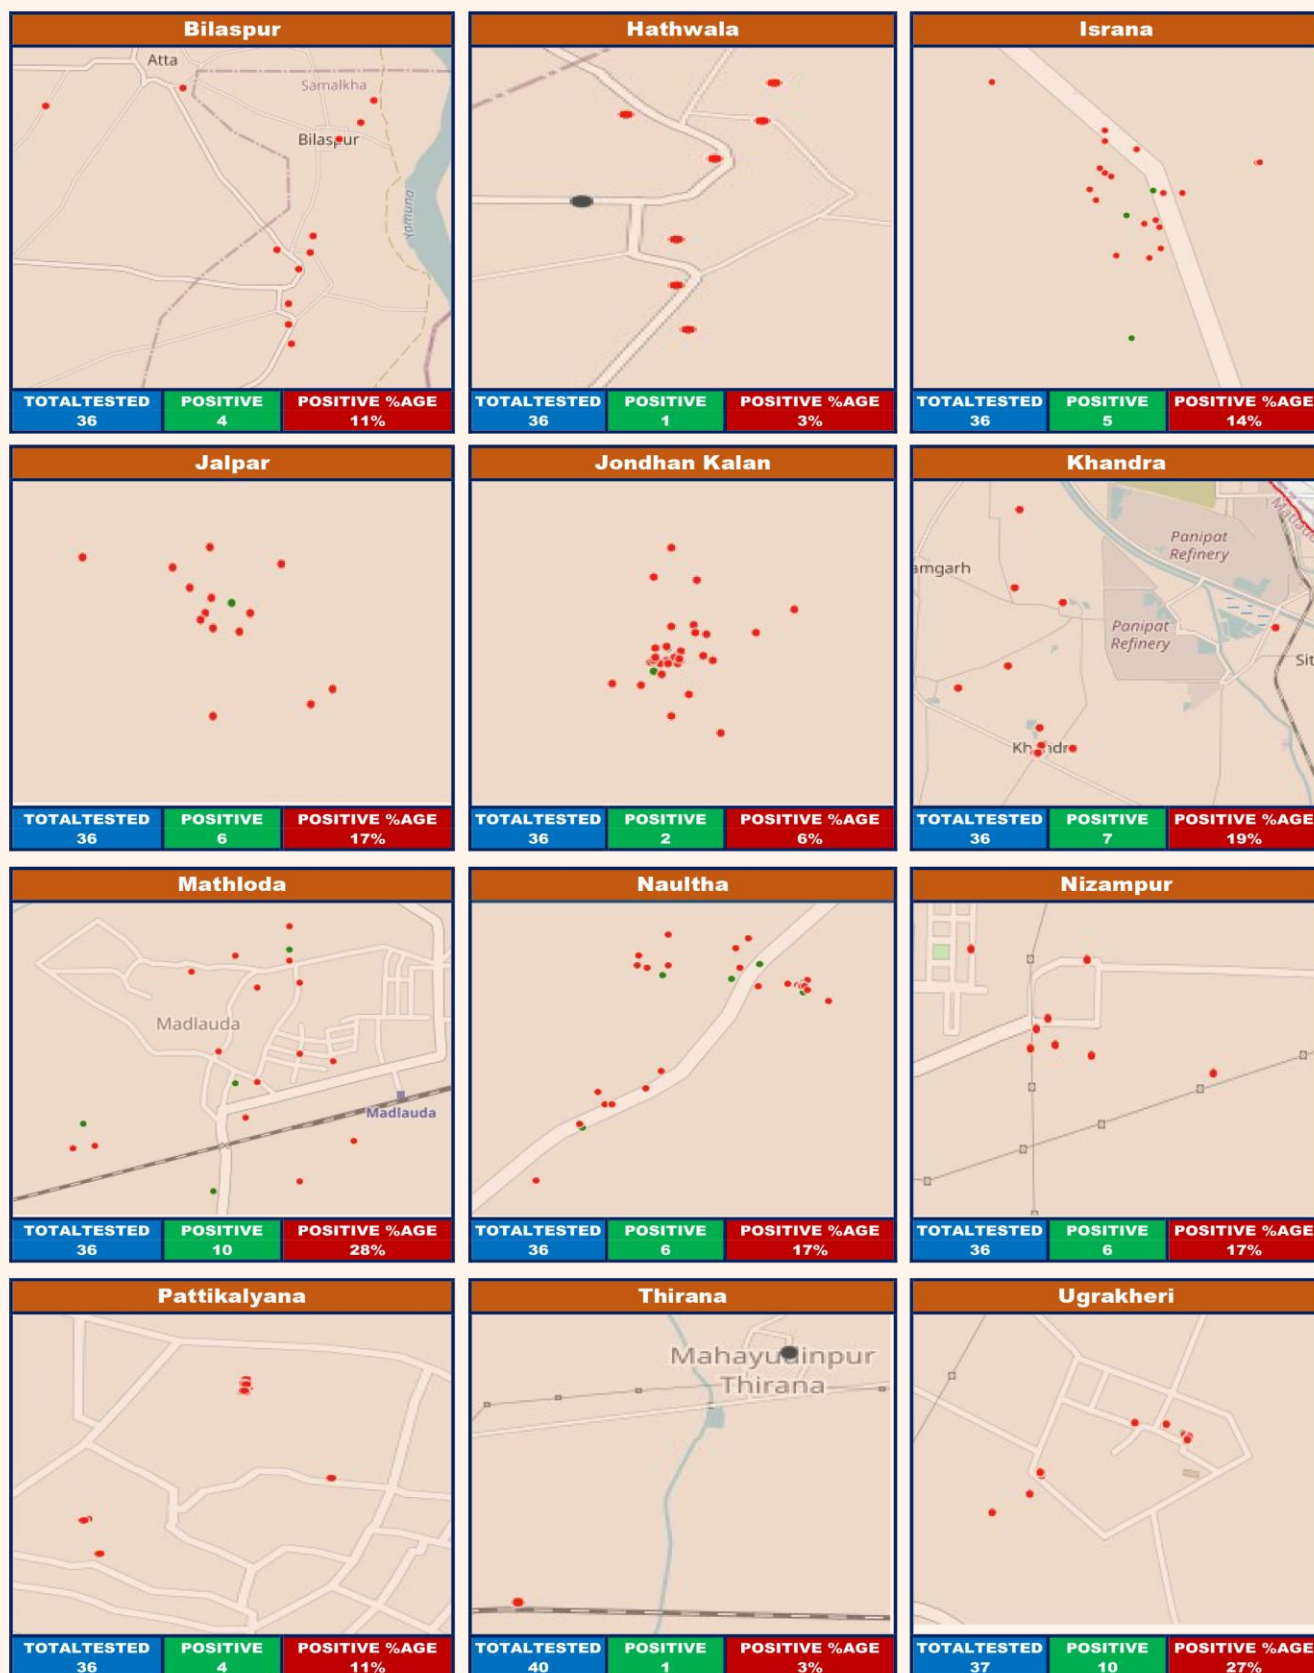 Bilaspur
Atta
Samalkha
Bilaspur
Yamuna
TOTALTESTED POSITIVE POSITIVE %AGE
36 4 11%
Hathwala
TOTALTESTED POSITIVE POSITIVE %AGE
36 1 3%
Israna
TOTALTESTED POSITIVE POSITIVE %AGE
36 5 14%
Jalpar
TOTALTESTED POSITIVE POSITIVE %AGE
36 6 17%
Jondhan Kalan
TOTALTESTED POSITIVE POSITIVE %AGE
36 2 6%
Khandra
Panipat
Refinery
amgarh
Panipat
Refinery
Sit
Khandr
TOTALTESTED POSITIVE POSITIVE %AGE
36 7 19%
Mathloda
Madlauda
Madlauda
TOTALTESTED POSITIVE POSITIVE %AGE
36 10 28%
Naultha
TOTALTESTED POSITIVE POSITIVE %AGE
36 6 17%
Nizampur
TOTALTESTED POSITIVE POSITIVE %AGE
36 6 17%
Pattikalyana
TOTALTESTED POSITIVE POSITIVE %AGE
36 4 11%
Thirana
Mahayudinpur
Thirana
TOTALTESTED POSITIVE POSITIVE %AGE
40 1 3%
Ugrakheri
TOTALTESTED POSITIVE POSITIVE %AGE
37 10 27%